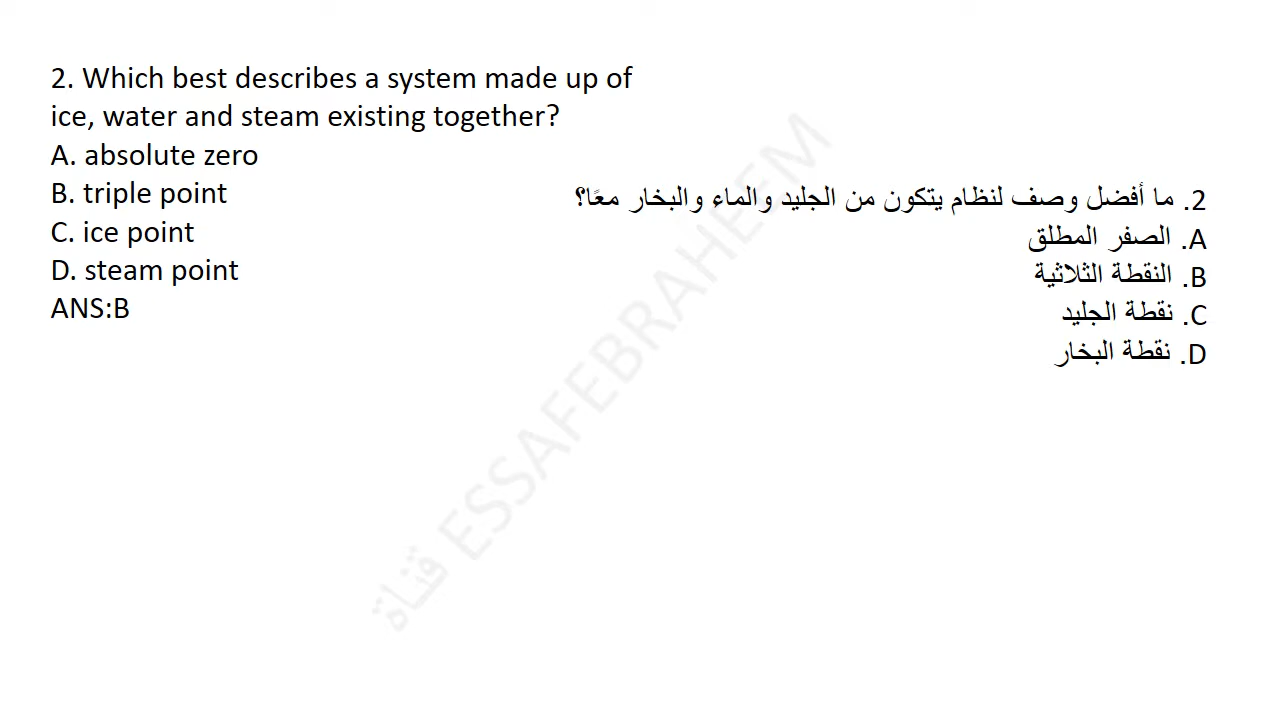 2. Which best describes a system made up of
ice, water and steam existing together?
A. absolute zero
B. triple point
C. ice point
D. steam point
ANS:B
2. ما أفضل وصف لنظام يتكون من الجليد والماء والبخار معًا؟
A. الصفر المطلق
B. النقطة الثلاثية
C. نقطة الجليد
D. نقطة البخار
قناة ESSAFEBRAHEEM